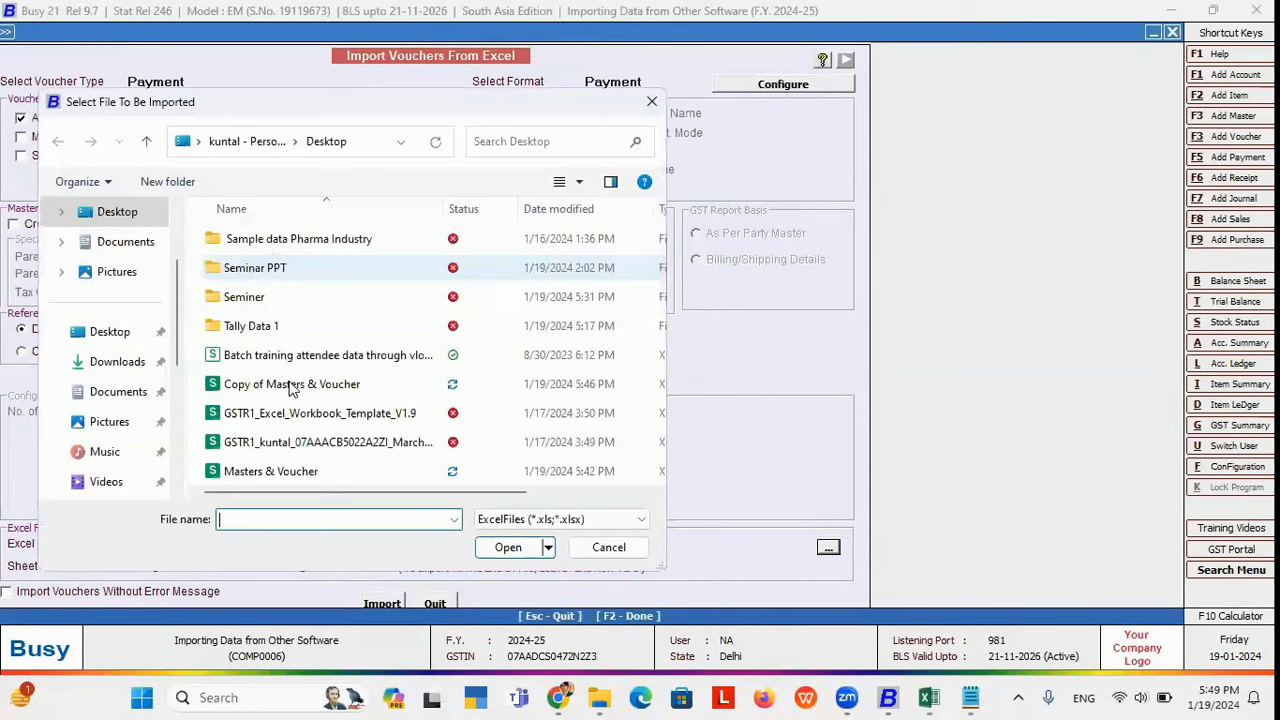 Busy 21 Rel 9.7 | Stat Rel 246 | Model : EM (S.No. 19119673) | BLS upto 21-11-2026 | South Asia Edition | Importing Data from Other Software (F.Y. 2024-25)
>>
Shortcut Keys
Import Vouchers From Excel
Select Voucher Type Payment Select Format Payment Configure
Select File To Be Imported
kuntal - Perso... > Desktop
Search Desktop
Organize
New folder
Name Status Date modified
Desktop
Documents
Pictures
Desktop
Downloads
Documents
Pictures
Music
Videos
Sample data Pharma Industry 1/16/2024 1:36 PM
Seminar PPT 1/19/2024 2:02 PM
Seminer 1/19/2024 5:31 PM
Tally Data 1 1/19/2024 5:17 PM
Batch training attendee data through vlo... 8/30/2023 6:12 PM
Copy of Masters & Voucher 1/19/2024 5:46 PM
GSTR1_Excel_Workbook_Template_V1.9 1/17/2024 3:50 PM
GSTR1_kuntal_07AAACB5022A2ZI_March... 1/17/2024 3:49 PM
Masters & Voucher 1/19/2024 5:42 PM
File name:
ExcelFiles (*.xls;*.xlsx)
Open
Cancel
Name
. Mode
GST Report Basis
As Per Party Master
Billing/Shipping Details
...
Import Vouchers Without Error Message
Import Quit
[ Esc - Quit ] [ F2 - Done ]
F1 Help
F1 Add Account
F2 Add Item
F3 Add Master
F3 Add Voucher
F5 Add Payment
F6 Add Receipt
F7 Add Journal
F8 Add Sales
F9 Add Purchase
B Balance Sheet
T Trial Balance
S Stock Status
A Acc. Summary
L Acc. Ledger
I Item Summary
D Item LeDger
G GST Summary
U Switch User
F ConFiguration
K LocK Program
Training Videos
GST Portal
Search Menu
F10 Calculator
Busy
Importing Data from Other Software
(COMP0006)
F.Y. : 2024-25
GSTIN : 07AADCS0472N2Z3
User : NA
State : Delhi
Listening Port : 981
BLS Valid Upto : 21-11-2026 (Active)
Your
Company
Logo
Friday
19-01-2024
1
Search
PRE
ENG
5:49 PM
1/19/2024